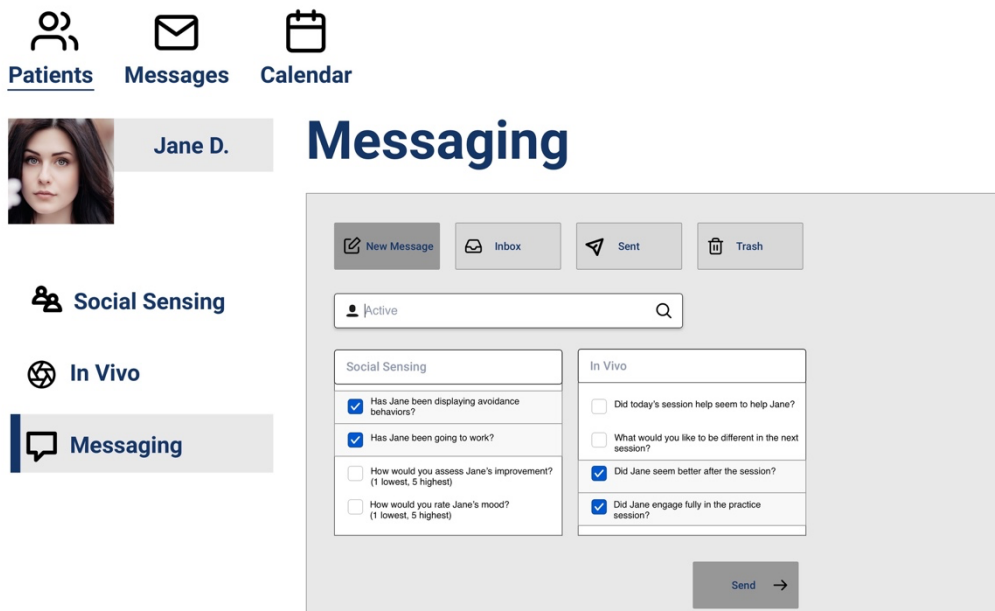 Patients Messages Calendar
Jane D.
Messaging
New Message Inbox Sent Trash
Active
Social Sensing
In Vivo
Messaging
Social Sensing
Has Jane been displaying avoidance
behaviors?
Has Jane been going to work?
How would you assess Jane's improvement?
(1 lowest, 5 highest)
How would you rate Jane's mood?
(1 lowest, 5 highest)
In Vivo
Did today's session help seem to help Jane?
What would you like to be different in the next
session?
Did Jane seem better after the session?
Did Jane engage fully in the practice
session?
Send